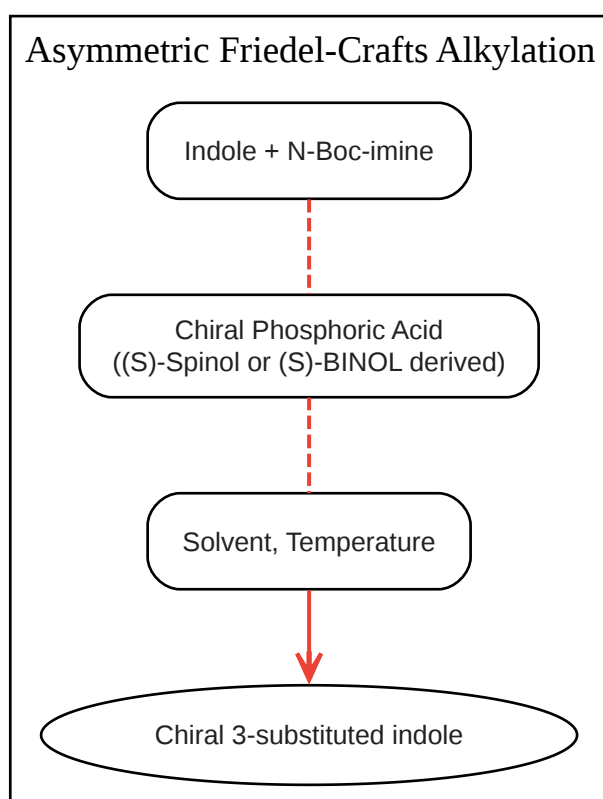 Asymmetric Friedel-Crafts Alkylation
Indole + N-Boc-imine
Chiral Phosphoric Acid
((S)-Spinol or (S)-BINOL derived)
Solvent, Temperature
Chiral 3-substituted indole